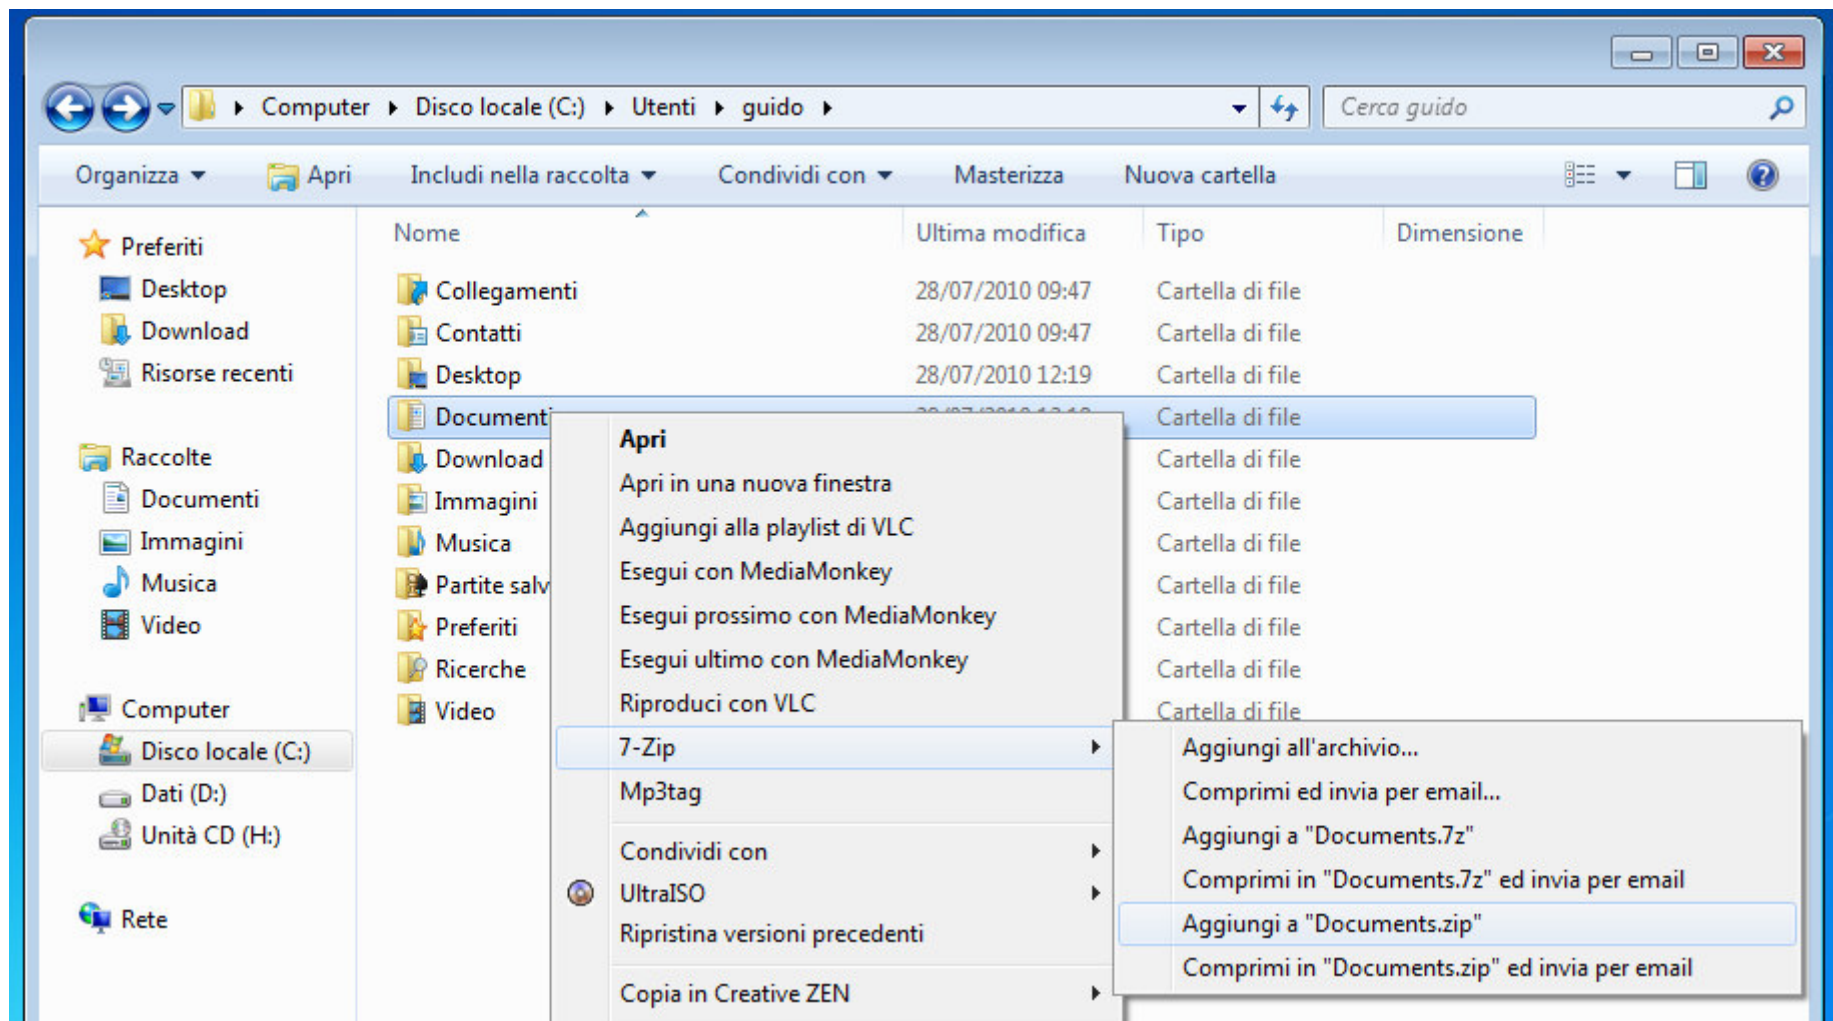 Computer ▸ Disco locale (C:) ▸ Utenti ▸ guido ▸
Cerca guido
Organizza Apri Includi nella raccolta Condividi con Masterizza Nuova cartella
Nome Ultima modifica Tipo Dimensione
Preferiti
Desktop
Download
Risorse recenti
Raccolte
Documenti
Immagini
Musica
Video
Computer
Disco locale (C:)
Dati (D:)
Unità CD (H:)
Rete
Collegamenti 28/07/2010 09:47 Cartella di file
Contatti 28/07/2010 09:47 Cartella di file
Desktop 28/07/2010 12:19 Cartella di file
Documenti Cartella di file
Download Cartella di file
Immagini Cartella di file
Musica Cartella di file
Partite salv Cartella di file
Preferiti Cartella di file
Ricerche Cartella di file
Video Cartella di file
Apri
Apri in una nuova finestra
Aggiungi alla playlist di VLC
Esegui con MediaMonkey
Esegui prossimo con MediaMonkey
Esegui ultimo con MediaMonkey
Riproduci con VLC
7-Zip
Mp3tag
Condividi con
UltraISO
Ripristina versioni precedenti
Copia in Creative ZEN
Aggiungi all'archivio...
Comprimi ed invia per email...
Aggiungi a "Documents.7z"
Comprimi in "Documents.7z" ed invia per email
Aggiungi a "Documents.zip"
Comprimi in "Documents.zip" ed invia per email